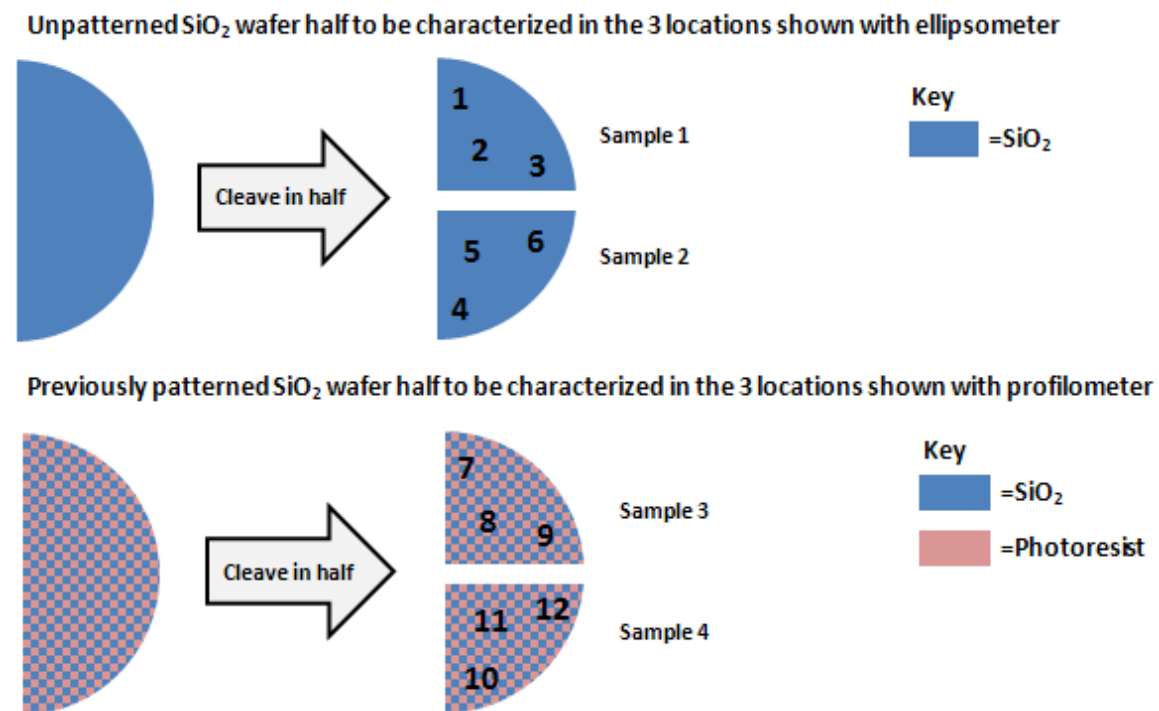 Unpatterned SiO₂ wafer half to be characterized in the 3 locations shown with ellipsometer
Key
1
=SiO₂
Sample 1
2
3
Cleave in half
6
5
Sample 2
4
Previously patterned SiO₂ wafer half to be characterized in the 3 locations shown with profilometer
Key
7
=SiO₂
Sample 3
8
9
=Photoresist
Cleave in half
12
11
Sample 4
10